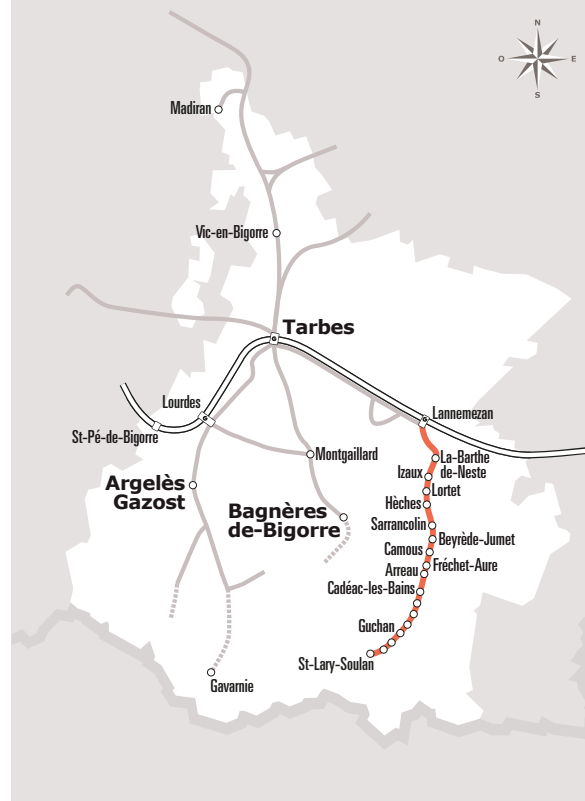 N
O
E
S
Madiran
Vic-en-Bigorre
Tarbes
Lourdes
Lannemezan
St-Pé-de-Bigorre
Montgaillard
La-Barthe
de-Neste
Izaux
Argelès
Gazost
Lortet
Hèches
Bagnères
de-Bigorre
Sarrancolin
Beyrède-Jumet
Camous
Fréchet-Aure
Arreau
Cadéac-les-Bains
Guchan
St-Lary-Soulan
Gavarnie